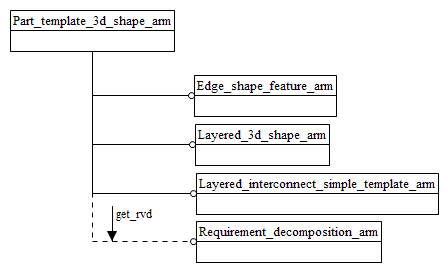 Part_template_3d_shape_arm
Edge_shape_feature_arm
Layered_3d_shape_arm
Layered_interconnect_simple_template_arm
get_rvd
Requirement_decomposition_arm